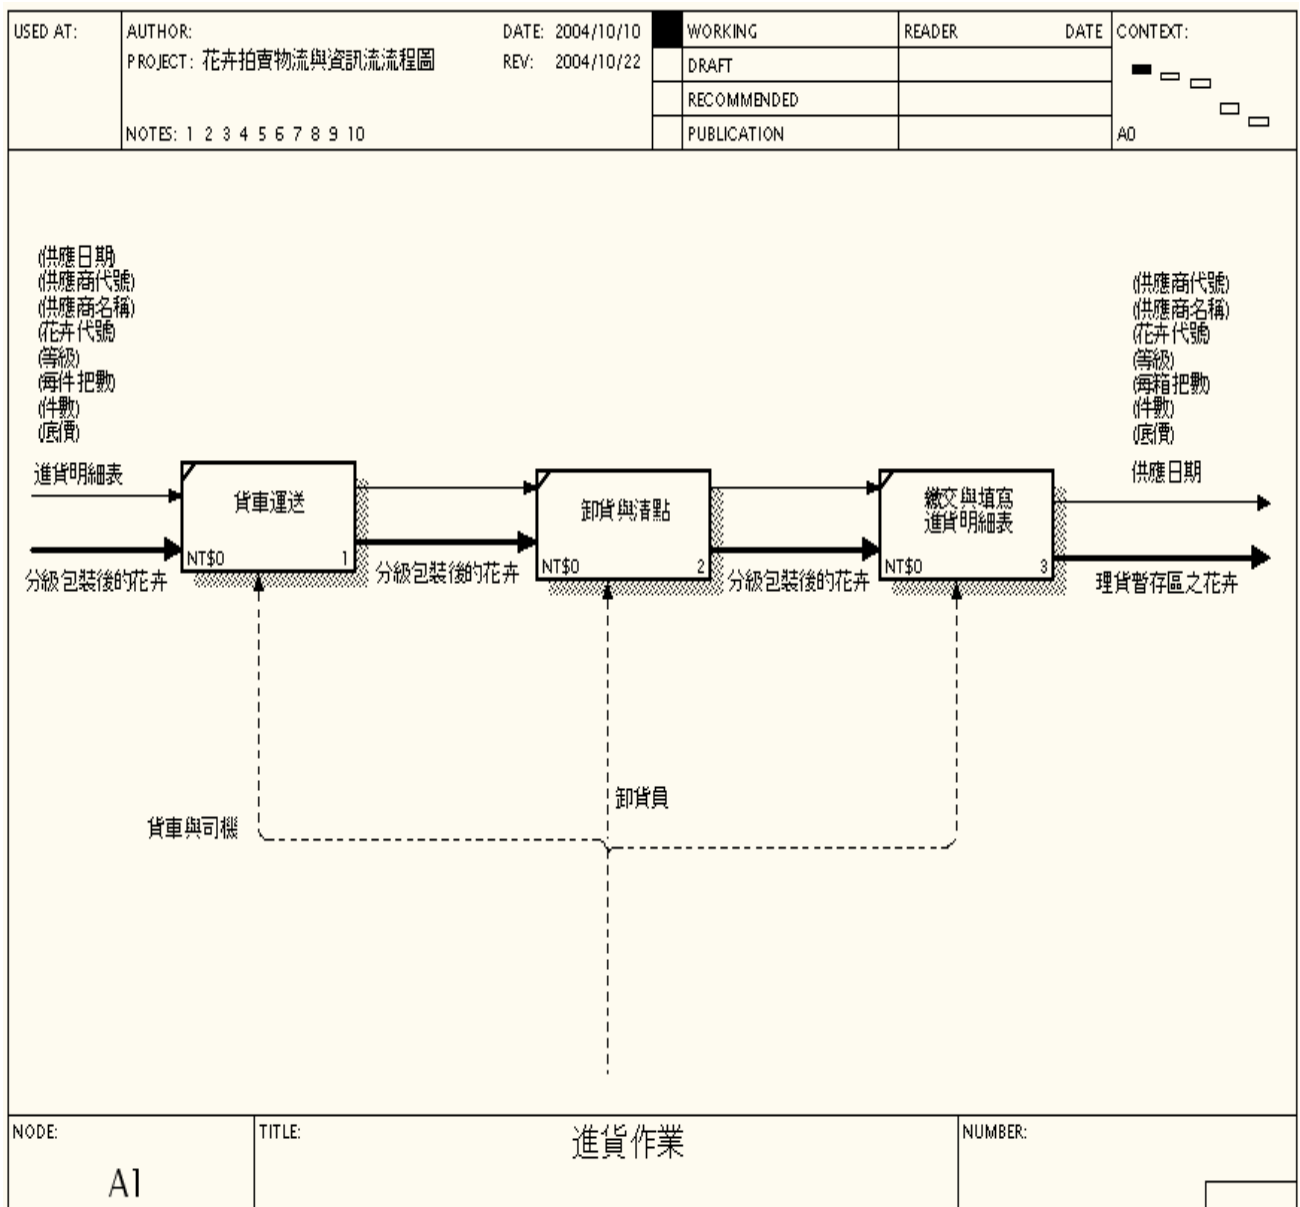 USED AT:
AUTHOR:
DATE: 2004/10/10
PROJECT: 花卉拍賣物流與資訊流流程圖
REV: 2004/10/22
NOTES: 1 2 3 4 5 6 7 8 9 10
WORKING
DRAFT
RECOMMENDED
PUBLICATION
READER DATE
CONTEXT:
A0
(供應日期)
(供應商代號)
(供應商名稱)
(花卉代號)
(等級)
(每件把數)
(件數)
(底價)
進貨明細表
分級包裝後的花卉
貨車運送
NT$0 1
分級包裝後的花卉
卸貨與清點
NT$0 2
分級包裝後的花卉
繳交與填寫
進貨明細表
NT$0 3
(供應商代號)
(供應商名稱)
(花卉代號)
(等級)
(每箱把數)
(件數)
(底價)
供應日期
理貨暫存區之花卉
貨車與司機
卸貨員
NODE:
A1
TITLE:
進貨作業
NUMBER: